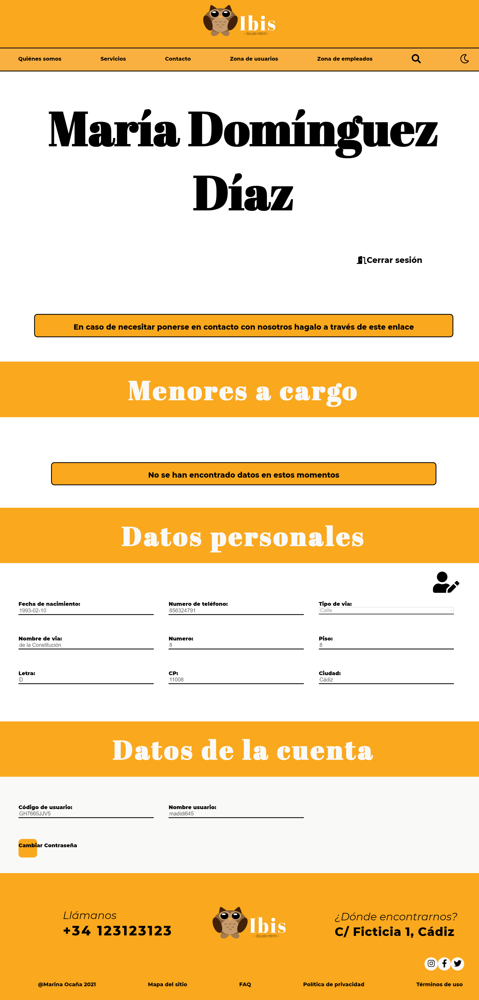 Ibis
– Escuela infantil –
Quiénes somos
Servicios
Contacto
Zona de usuarios
Zona de empleados
María Domínguez
Díaz
Cerrar sesión
En caso de necesitar ponerse en contacto con nosotros hagalo a través de este enlace
Menores a cargo
No se han encontrado datos en estos momentos
Datos personales
Fecha de nacimiento:
1993-02-10
Numero de teléfono:
856324791
Tipo de via:
Calle
Nombre de via:
de la Constitución
Numero:
8
Piso:
8
Letra:
D
CP:
11008
Ciudad:
Cádiz
Datos de la cuenta
Código de usuario:
GH7665JJV5
Nombre usuario:
madidi645
Cambiar Contraseña
Llámanos
+34 123123123
Ibis
– Escuela infantil –
¿Dónde encontrarnos?
C/ Ficticia 1, Cádiz
@Marina Ocaña 2021
Mapa del sitio
FAQ
Política de privacidad
Términos de uso